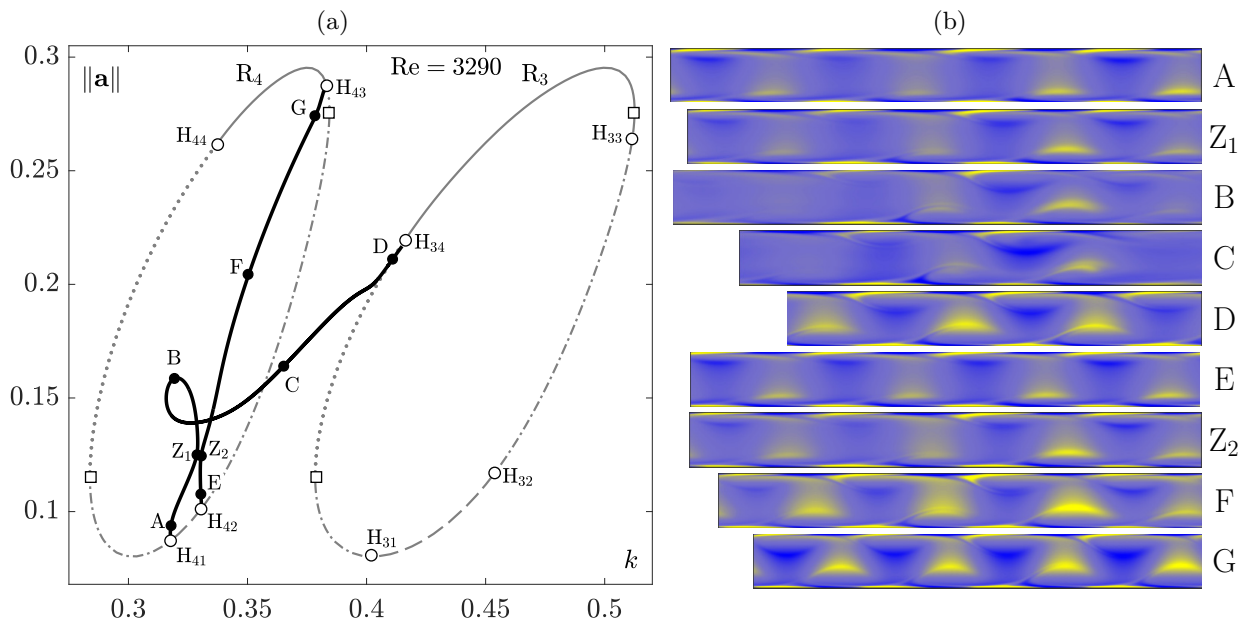 (a)
(b)
0.3
‖a‖
R₄
Re = 3290
R₃
H₄₃
G
H₄₄
H₃₃
0.25
D
H₃₄
F
0.2
B
C
0.15
Z₁
Z₂
H₃₂
E
A
H₄₂
0.1
H₄₁
H₃₁
k
0.3
0.35
0.4
0.45
0.5
A
Z₁
B
C
D
E
Z₂
F
G